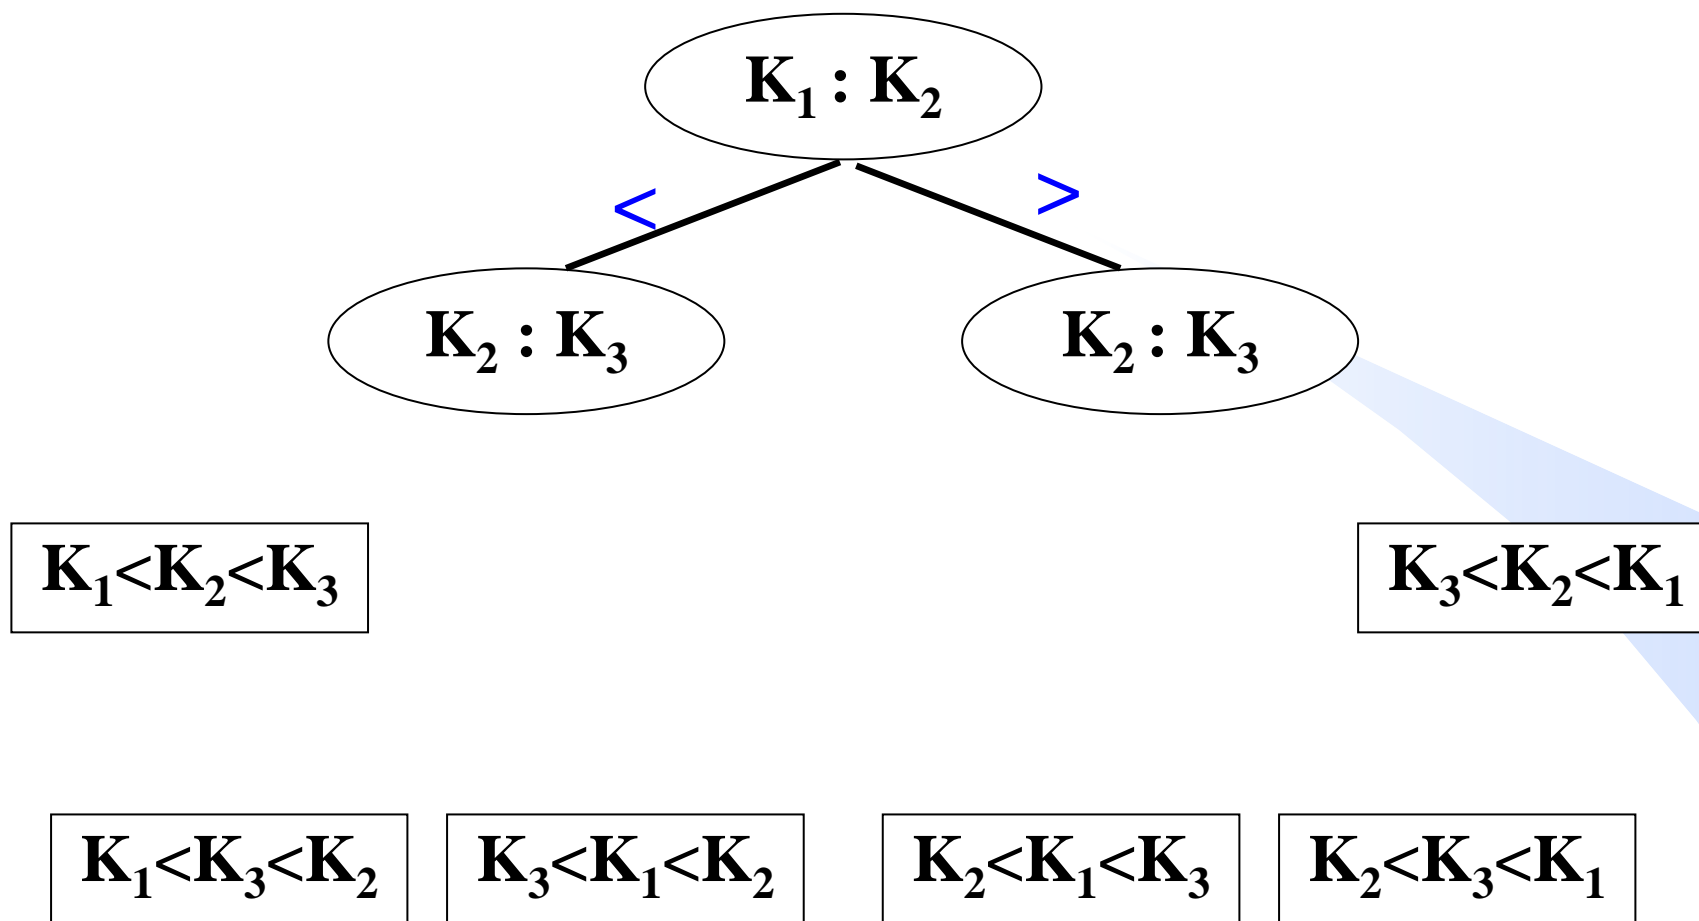 K₁ : K₂
< >
K₂ : K₃ K₂ : K₃
K₁<K₂<K₃ K₃<K₂<K₁
K₁<K₃<K₂ K₃<K₁<K₂ K₂<K₁<K₃ K₂<K₃<K₁